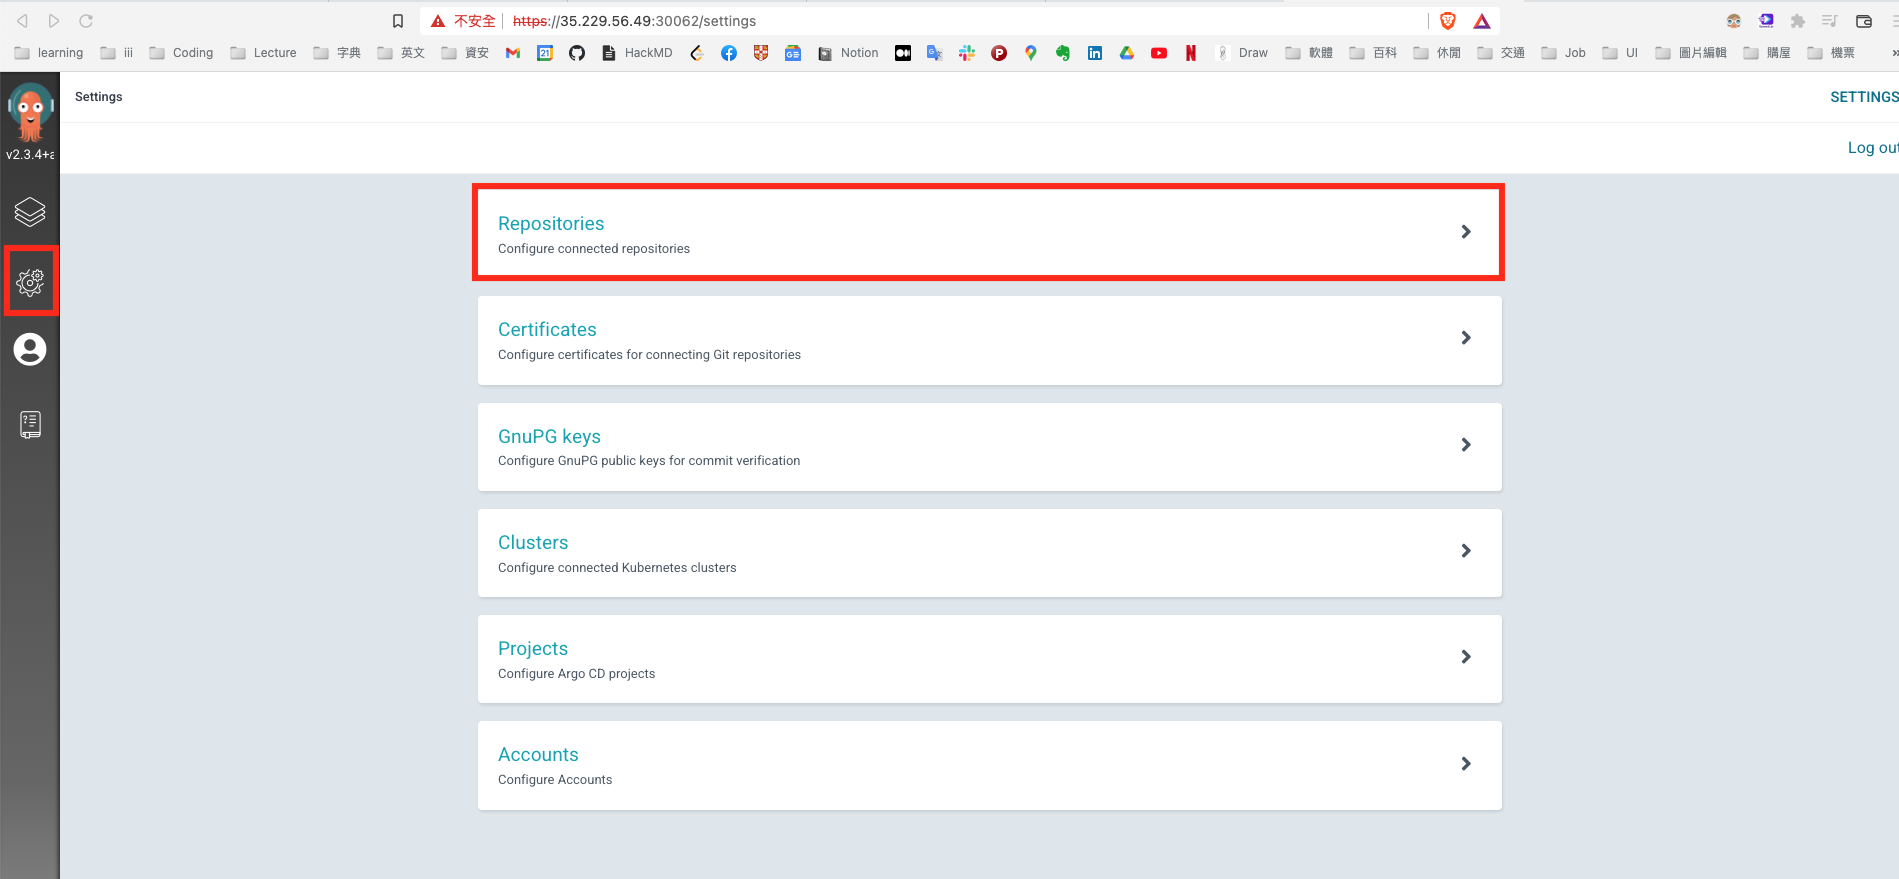 不安全 https://35.229.56.49:30062/settings
learning iii Coding Lecture 字典 英文 資安 HackMD Notion Draw 軟體 百科 休閒 交通 Job UI 圖片編輯 購屋 機票 »
Settings SETTINGS
v2.3.4+a
Log out
Repositories
Configure connected repositories
Certificates
Configure certificates for connecting Git repositories
GnuPG keys
Configure GnuPG public keys for commit verification
Clusters
Configure connected Kubernetes clusters
Projects
Configure Argo CD projects
Accounts
Configure Accounts